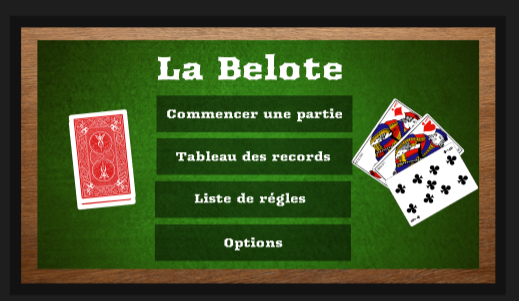 La Belote
Commencer une partie
Tableau des records
Liste de régles
Options